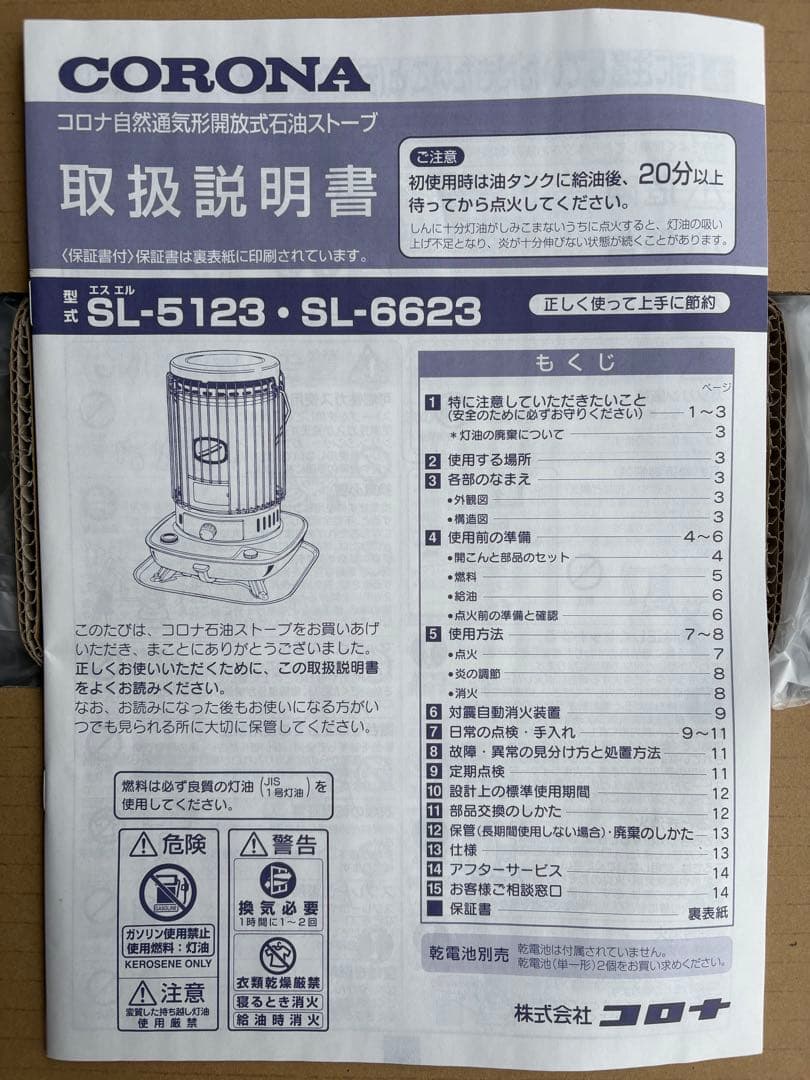 CORONA
コロナ自然通気形開放式石油ストーブ
取扱説明書
〈保証書付〉保証書は裏表紙に印刷されています。
ご注意
初使用時は油タンクに給油後、20分以上
待ってから点火してください。
しんに十分灯油がしみこまないうちに点火すると、灯油の吸い
上げ不足となり、炎が十分伸びない状態が続くことがあります。
型式 エス エル
SL-5123・SL-6623
正しく使って上手に節約
このたびは、コロナ石油ストーブをお買いあげ
いただき、まことにありがとうございました。
正しくお使いいただくために、この取扱説明書
をよくお読みください。
なお、お読みになった後もお使いになる方がい
つでも見られる所に大切に保管してください。
燃料は必ず良質の灯油(JIS 1号灯油)を
使用してください。
危険
GASOLINE
ガソリン使用禁止
使用燃料：灯油
KEROSENE ONLY
注意
変質した持ち越し灯油
使用厳禁
警告
換気必要
1時間に1～2回
衣類乾燥厳禁
寝るとき消火
給油時消火
もくじ
ページ
1 特に注意していただきたいこと
(安全のために必ずお守りください) 1～3
＊灯油の廃棄について 3
2 使用する場所 3
3 各部のなまえ 3
●外観図 3
●構造図 3
4 使用前の準備 4～6
●開こんと部品のセット 4
●燃料 5
●給油 6
●点火前の準備と確認 6
5 使用方法 7～8
●点火 7
●炎の調節 8
●消火 8
6 対震自動消火装置 9
7 日常の点検・手入れ 9～11
8 故障・異常の見分け方と処置方法 11
9 定期点検 11
10 設計上の標準使用期間 12
11 部品交換のしかた 12
12 保管(長期間使用しない場合)・廃棄のしかた 13
13 仕様 13
14 アフターサービス 14
15 お客様ご相談窓口 14
■ 保証書 裏表紙
乾電池別売 乾電池は付属されていません。
乾電池(単一形)2個をお買い求めください。
株式会社 コロナ